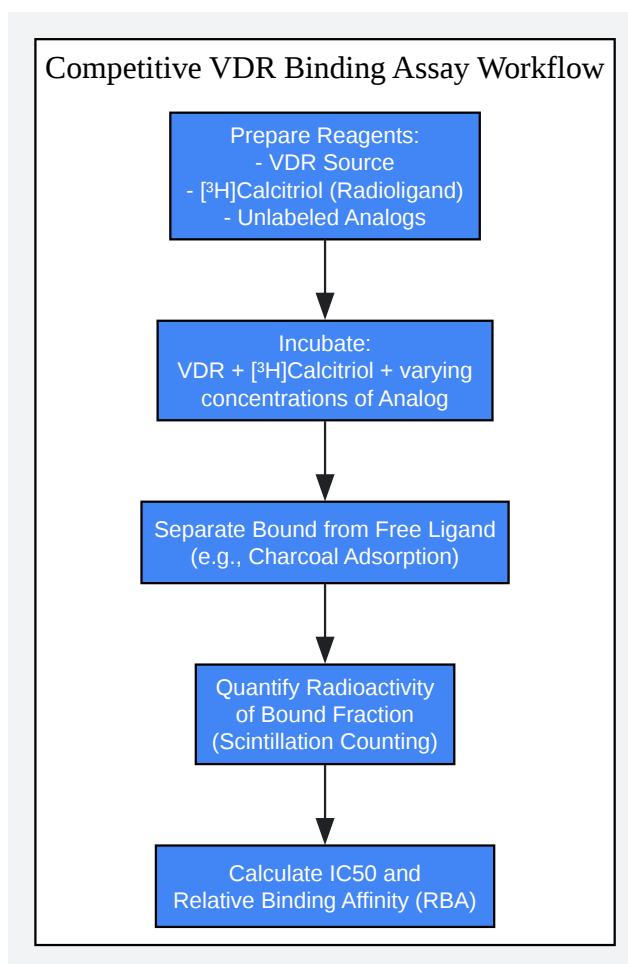 Competitive VDR Binding Assay Workflow
Prepare Reagents:
- VDR Source
- [³H]Calcitriol (Radioligand)
- Unlabeled Analogs
Incubate:
VDR + [³H]Calcitriol + varying
concentrations of Analog
Separate Bound from Free Ligand
(e.g., Charcoal Adsorption)
Quantify Radioactivity
of Bound Fraction
(Scintillation Counting)
Calculate IC50 and
Relative Binding Affinity (RBA)